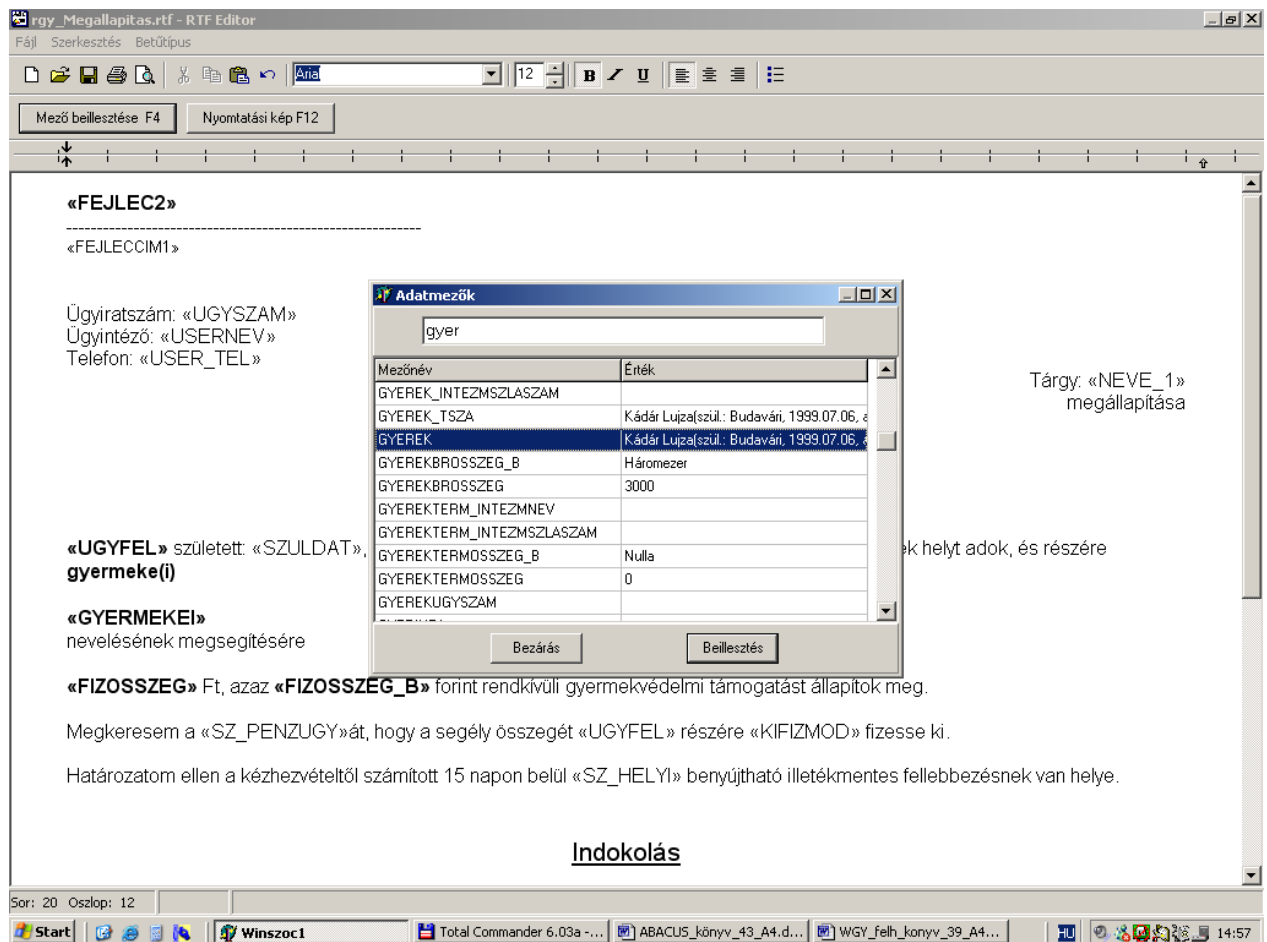 rgy_Megallapitas.rtf - RTF Editor
Fájl Szerkesztés Betűtípus
Arial 12 B I U
Mező beillesztése F4 Nyomtatási kép F12
«FEJLEC2»
-----------------------------------------------------------
«FEJLECCIM1»
Ügyiratszám: «UGYSZAM»
Ügyintéző: «USERNEV»
Telefon: «USER_TEL»
Tárgy: «NEVE_1»
megállapítása
Adatmezők
gyer
Mezőnév Érték
GYEREK_INTEZMSZLASZAM
GYEREK_TSZA Kádár Lujza(szül.: Budavári, 1999.07.06, a
GYEREK Kádár Lujza(szül.: Budavári, 1999.07.06, a
GYEREKBROSSZEG_B Háromezer
GYEREKBROSSZEG 3000
GYEREKTERM_INTEZMNEV
GYEREKTERM_INTEZMSZLASZAM
GYEREKTERMOSSZEG_B Nulla
GYEREKTERMOSSZEG 0
GYEREKUGYSZAM
Bezárás Beillesztés
«UGYFEL» született: «SZULDAT», ek helyt adok, és részére
gyermeke(i)
«GYERMEKEI»
nevelésének megsegítésére
«FIZOSSZEG» Ft, azaz «FIZOSSZEG_B» forint rendkívüli gyermekvédelmi támogatást állapítok meg.
Megkeresem a «SZ_PENZUGY»át, hogy a segély összegét «UGYFEL» részére «KIFIZMOD» fizesse ki.
Határozatom ellen a kézhezvételtől számított 15 napon belül «SZ_HELYI» benyújtható illetékmentes fellebbezésnek van helye.
Indokolás
Sor: 20 Oszlop: 12
Start Winszoc1 Total Commander 6.03a -... ABACUS_könyv_43_A4.d... WGY_felh_konyv_39_A4... HU 14:57